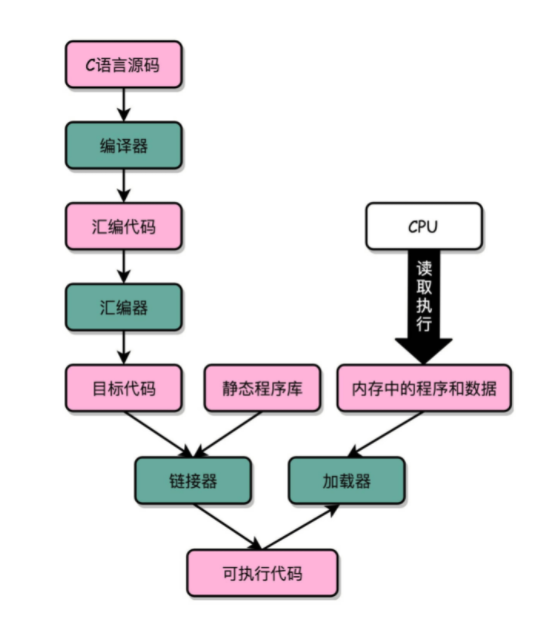 C语言源码
编译器
汇编代码
CPU
读取执行
汇编器
目标代码
静态程序库
内存中的程序和数据
链接器
加载器
可执行代码